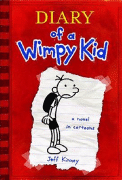 DIARY
of a
Wimpy Kid
a novel
in cartoons
Jeff Kinney